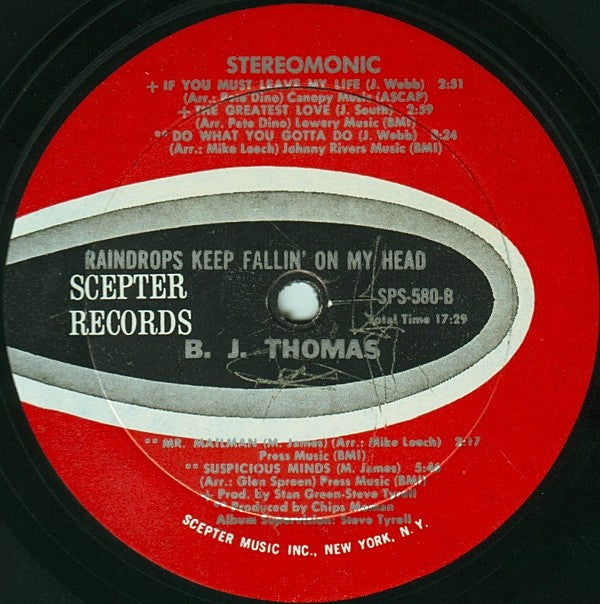 STEREOMONIC
+ IF YOU MUST LEAVE MY LIFE (J. Webb) 2:51
(Arr.: Pete Dino) Canopy Music (ASCAP)
+ THE GREATEST LOVE (J. South) 2:59
(Arr. Pete Dino) Lowery Music (BMI)
°° DO WHAT YOU GOTTA DO (J. Webb) 3:24
(Arr.: Mike Leech) Johnny Rivers Music (BMI)
RAINDROPS KEEP FALLIN' ON MY HEAD
SCEPTER
RECORDS
SPS-580-B
Total Time 17:29
B. J. THOMAS
°° MR. MAILMAN (M. James) (Arr.: Mike Leech) 2:17
Press Music (BMI)
°° SUSPICIOUS MINDS (M. James)
(Arr.: Glen Spreen) Press Music (BMI)
+ Prod. by Stan Green-Steve Tyrell
°° Produced by Chips Moman
Album Supervision: Steve Tyrell
SCEPTER MUSIC INC., NEW YORK, N. Y.